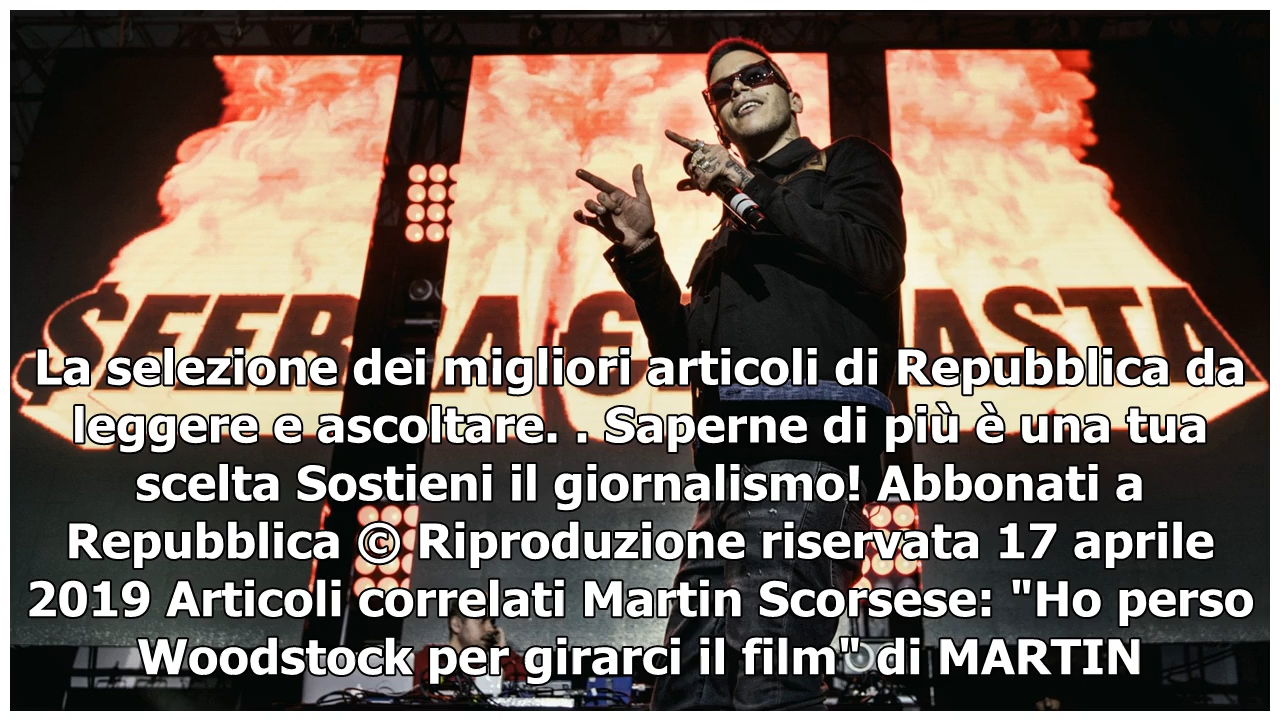 $FERA EBBASTA
La selezione dei migliori articoli di Repubblica da
leggere e ascoltare. . Saperne di più è una tua
scelta Sostieni il giornalismo! Abbonati a
Repubblica © Riproduzione riservata 17 aprile
2019 Articoli correlati Martin Scorsese: "Ho perso
Woodstock per girarci il film" di MARTIN